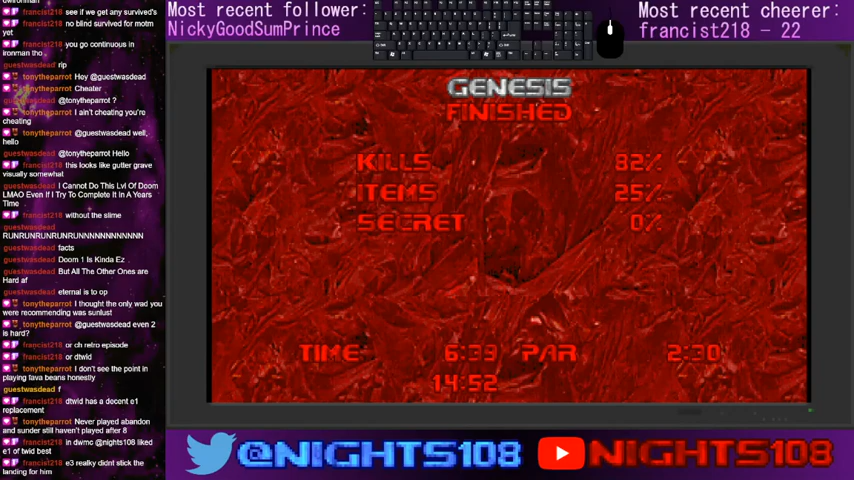 Most recent follower:
NickyGoodSumPrince
Most recent cheerer:
francist218 - 22
francist218 see if we get any survived's
francist218 no blind survived for motm
yet
francist218 you go continuous in
ironman tho
guestwasdead rip
tonytheparrot Hey @guestwasdead
tonytheparrot Cheater
guestwasdead @tonytheparrot ?
tonytheparrot I ain't cheating you're
cheating
tonytheparrot @guestwasdead well,
hello
guestwasdead @tonytheparrot Hello
francist218 this looks like gutter grave
visually somewhat
guestwasdead I Cannot Do This Lvl Of Doom
LMAO Even If I Try To Complete It In A Years
Time
francist218 without the slime
guestwasdead
RUNRUNRUNRUNRUNNNNNNNNNNN
guestwasdead facts
guestwasdead Doom 1 Is Kinda Ez
guestwasdead But All The Other Ones are
Hard af
guestwasdead eternal is to op
tonytheparrot I thought the only wad you
were recommending was sunlust
tonytheparrot @guestwasdead even 2
is hard?
francist218 or ch retro episode
francist218 or dtwid
tonytheparrot I don't see the point in
playing lava beans honestly
guestwasdead f
francist218 dtwid has a decent e1
replacement
tonytheparrot Never played abandon
and sunder still haven't played after 8
francist218 in dwmc @nights108 liked
e1 of twid best
francist218 e3 realky didnt stick the
landing for him
GENESIS
FINISHED
KILLS 82%
ITEMS 25%
SECRET 0%
TIME 6:39 PAR 2:30
14:52
@NIGHTS108
NIGHTS108